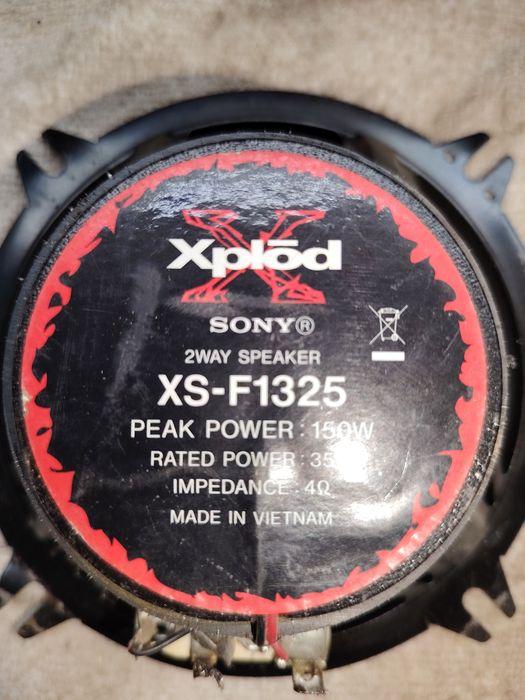 Xplōd
SONY®
2WAY SPEAKER
XS-F1325
PEAK POWER : 150W
RATED POWER : 35
IMPEDANCE : 4Ω
MADE IN VIETNAM